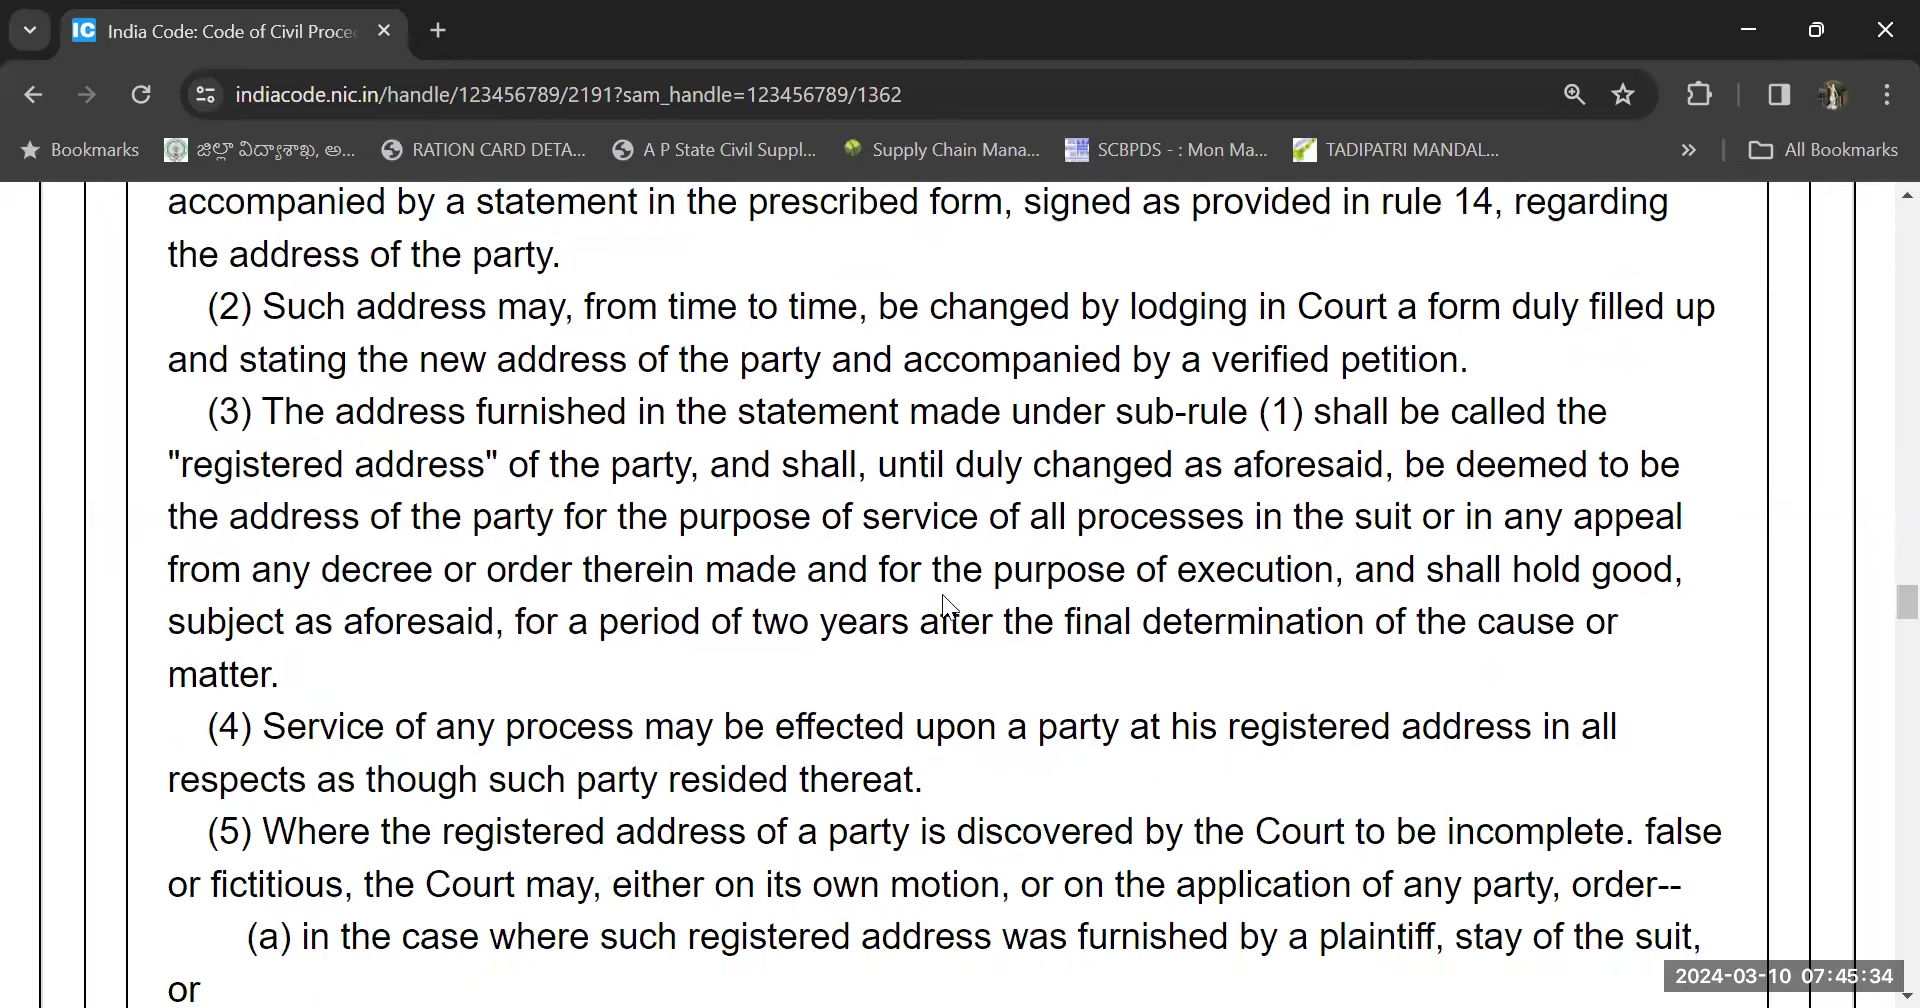 India Code: Code of Civil Proce
indiacode.nic.in/handle/123456789/2191?sam_handle=123456789/1362
Bookmarks జిల్లా విద్యాశాఖ, అ... RATION CARD DETA... A P State Civil Suppl... Supply Chain Mana... SCBPDS - : Mon Ma... TADIPATRI MANDAL... » All Bookmarks
accompanied by a statement in the prescribed form, signed as provided in rule 14, regarding
the address of the party.
(2) Such address may, from time to time, be changed by lodging in Court a form duly filled up
and stating the new address of the party and accompanied by a verified petition.
(3) The address furnished in the statement made under sub-rule (1) shall be called the
"registered address" of the party, and shall, until duly changed as aforesaid, be deemed to be
the address of the party for the purpose of service of all processes in the suit or in any appeal
from any decree or order therein made and for the purpose of execution, and shall hold good,
subject as aforesaid, for a period of two years after the final determination of the cause or
matter.
(4) Service of any process may be effected upon a party at his registered address in all
respects as though such party resided thereat.
(5) Where the registered address of a party is discovered by the Court to be incomplete. false
or fictitious, the Court may, either on its own motion, or on the application of any party, order--
(a) in the case where such registered address was furnished by a plaintiff, stay of the suit,
or
2024-03-10 07:45:34